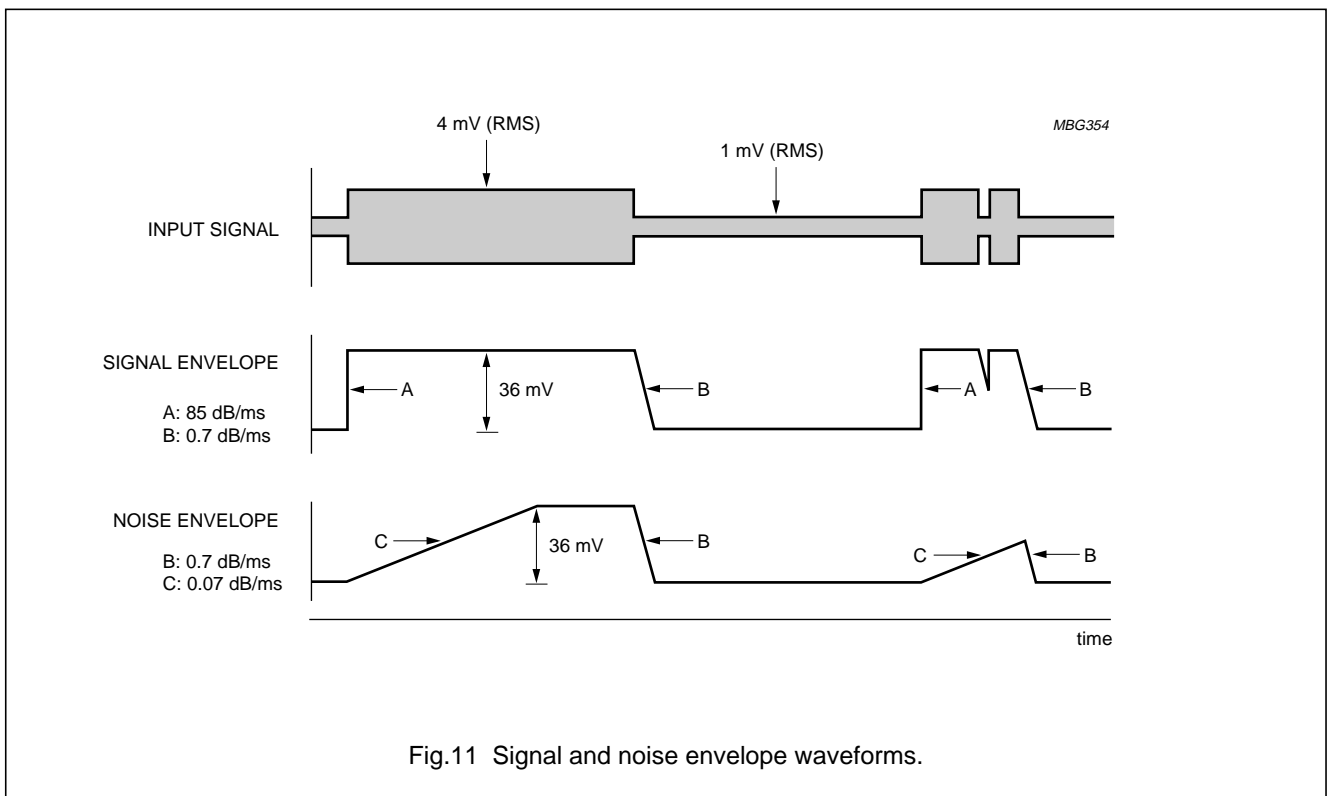 4 mV (RMS)
MBG354
1 mV (RMS)
INPUT SIGNAL
SIGNAL ENVELOPE
A
36 mV
B
A
B
A: 85 dB/ms
B: 0.7 dB/ms
NOISE ENVELOPE
C
36 mV
B
C
B
B: 0.7 dB/ms
C: 0.07 dB/ms
time
Fig.11 Signal and noise envelope waveforms.